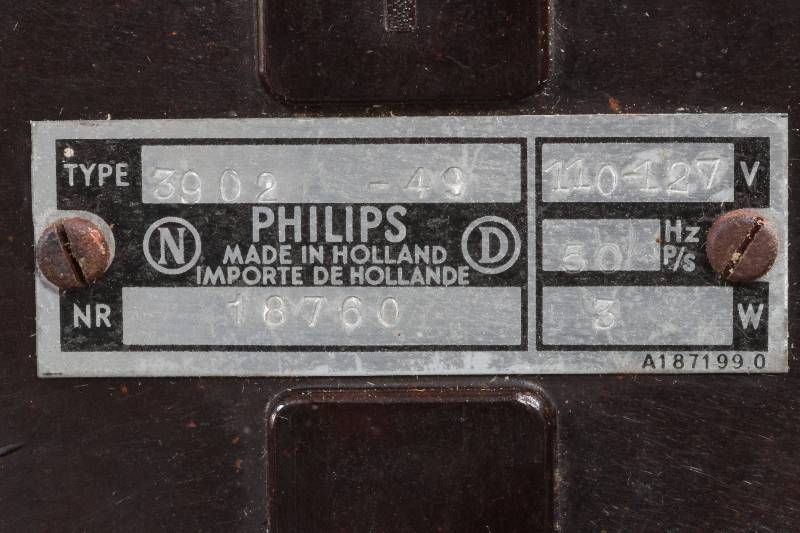 TYPE 3902 -49
110-127 V
N PHILIPS D
MADE IN HOLLAND
IMPORTE DE HOLLANDE
50 Hz
P/s
NR 18760
3 W
A187199.0